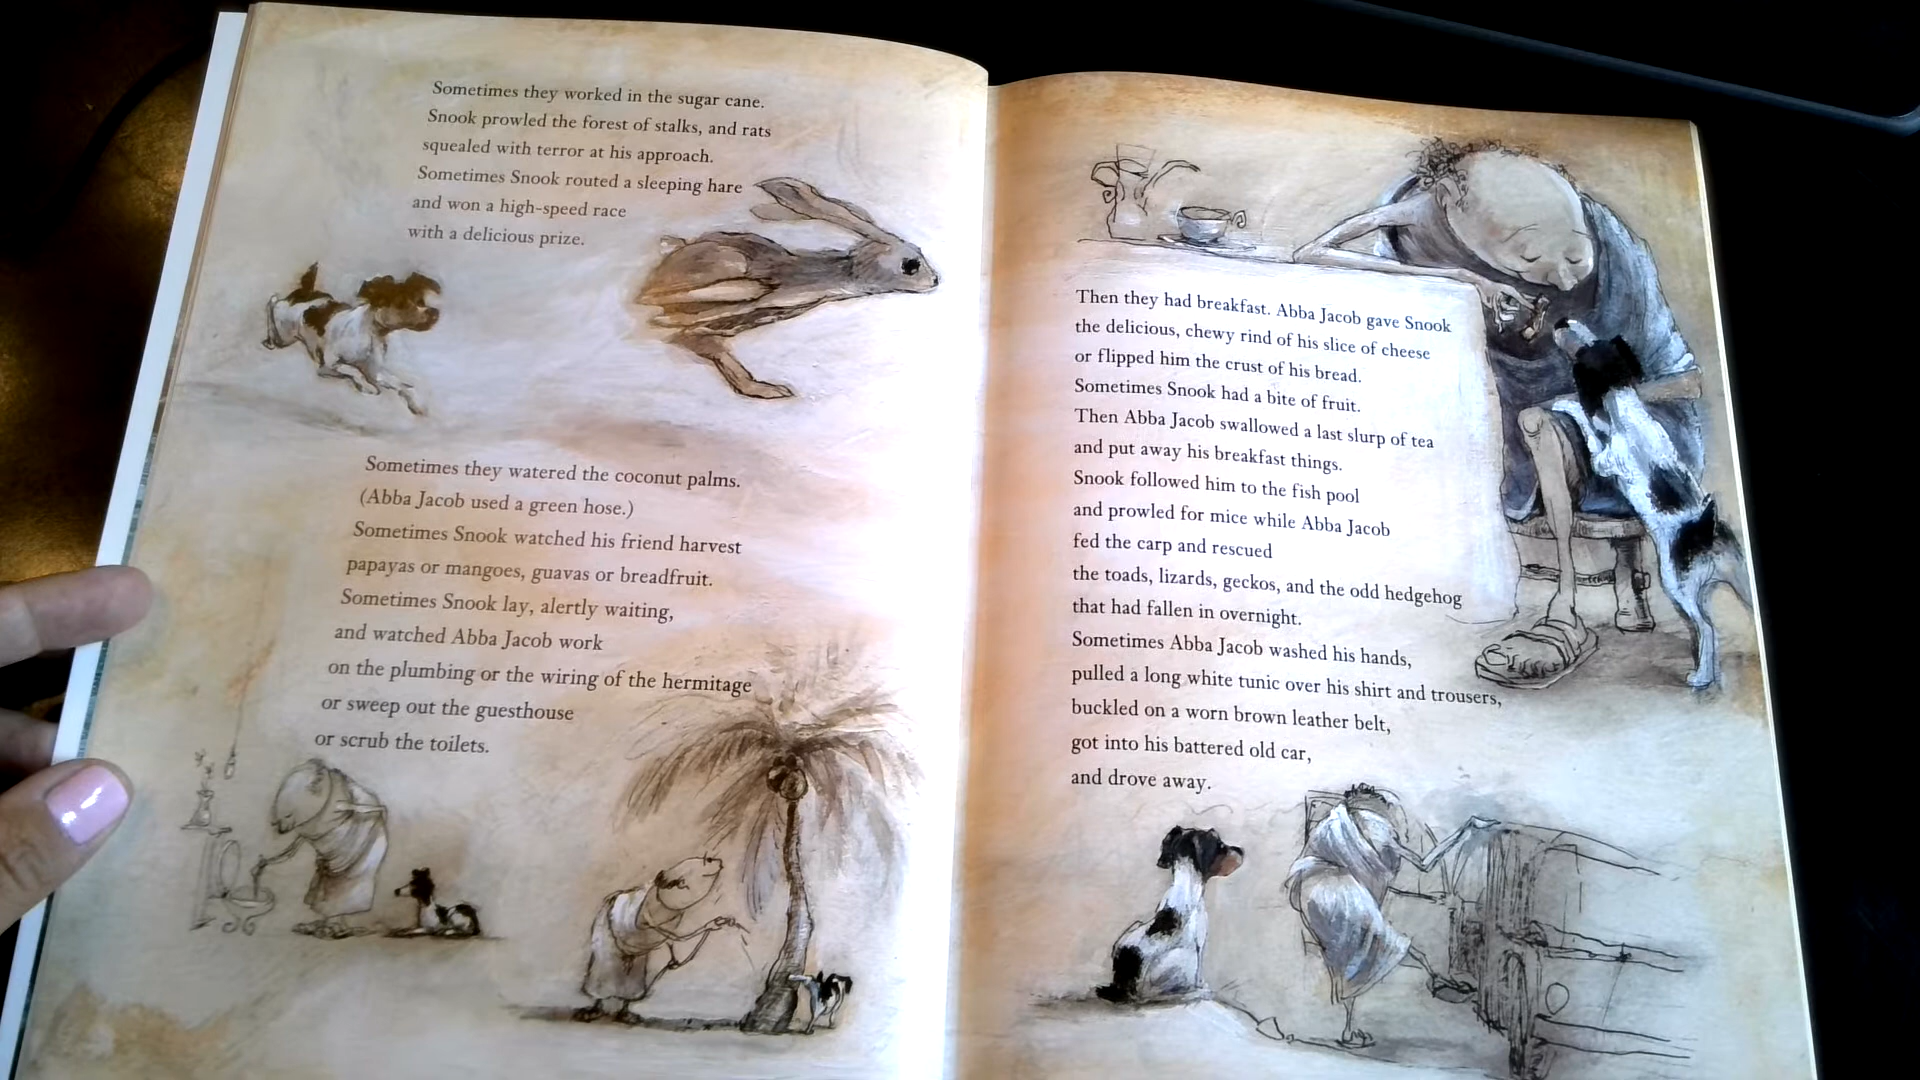 Sometimes they worked in the sugar cane.
Snook prowled the forest of stalks, and rats
squealed with terror at his approach.
Sometimes Snook routed a sleeping hare
and won a high-speed race
with a delicious prize.
Sometimes they watered the coconut palms.
(Abba Jacob used a green hose.)
Sometimes Snook watched his friend harvest
papayas or mangoes, guavas or breadfruit.
Sometimes Snook lay, alertly waiting,
and watched Abba Jacob work
on the plumbing or the wiring of the hermitage
or sweep out the guesthouse
or scrub the toilets.
Then they had breakfast. Abba Jacob gave Snook
the delicious, chewy rind of his slice of cheese
or flipped him the crust of his bread.
Sometimes Snook had a bite of fruit.
Then Abba Jacob swallowed a last slurp of tea
and put away his breakfast things.
Snook followed him to the fish pool
and prowled for mice while Abba Jacob
fed the carp and rescued
the toads, lizards, geckos, and the odd hedgehog
that had fallen in overnight.
Sometimes Abba Jacob washed his hands,
pulled a long white tunic over his shirt and trousers,
buckled on a worn brown leather belt,
got into his battered old car,
and drove away.